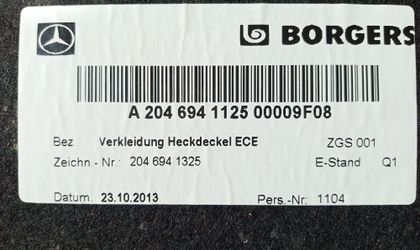 BORGERS
A 204 694 1125 00009F08
Bez Verkleidung Heckdeckel ECE ZGS 001
Zeichn.- Nr.: 204 694 1325 E-Stand Q1
Datum. 23.10.2013 Pers.-Nr.: 1104